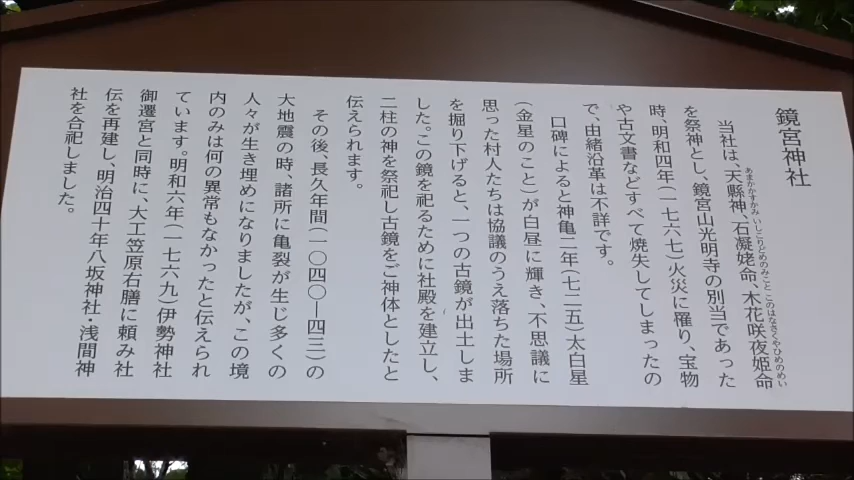 鏡宮神社
当社は、天縣神、石凝姥命、木花咲夜姫命
を祭神とし、鏡宮山光明寺の別当であった
時、明和四年(一七六七)火災に罹り、宝物
や古文書などすべて焼失してしまったの
で、由緒沿革は不詳です。
口碑によると神亀二年(七二五)太白星
(金星のこと)が白昼に輝き、不思議に
思った村人たちは協議のうえ落ちた場所
を掘り下げると、一つの古鏡が出土しま
した。この鏡を祀るために社殿を建立し、
二柱の神を祭祀し古鏡をご神体としたと
伝えられます。
その後、長久年間(一〇四〇―四三)の
大地震の時、諸所に亀裂が生じ多くの
人々が生き埋めになりましたが、この境
内のみは何の異常もなかったと伝えられ
ています。明和六年(一七六九)伊勢神社
御遷宮と同時に、大工笠原右膳に頼み社
伝を再建し、明治四十年八坂神社・浅間神
社を合祀しました。